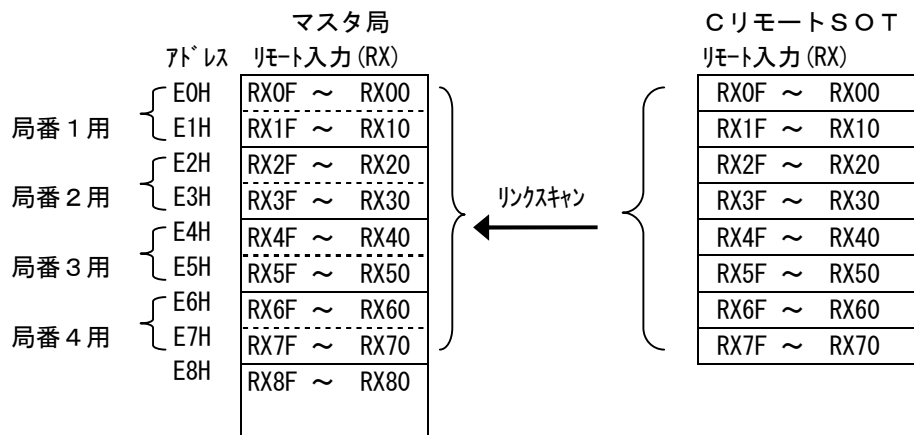 マスタ局 CリモートSOT
ｱﾄﾞﾚｽ ﾘﾓｰﾄ入力(RX) ﾘﾓｰﾄ入力(RX)
E0H RX0F ～ RX00 RX0F ～ RX00
局番1用 E1H RX1F ～ RX10 RX1F ～ RX10
E2H RX2F ～ RX20 RX2F ～ RX20
局番2用 E3H RX3F ～ RX30 ﾘﾝｸｽｷｬﾝ RX3F ～ RX30
E4H RX4F ～ RX40 RX4F ～ RX40
局番3用 E5H RX5F ～ RX50 RX5F ～ RX50
E6H RX6F ～ RX60 RX6F ～ RX60
局番4用 E7H RX7F ～ RX70 RX7F ～ RX70
E8H RX8F ～ RX80